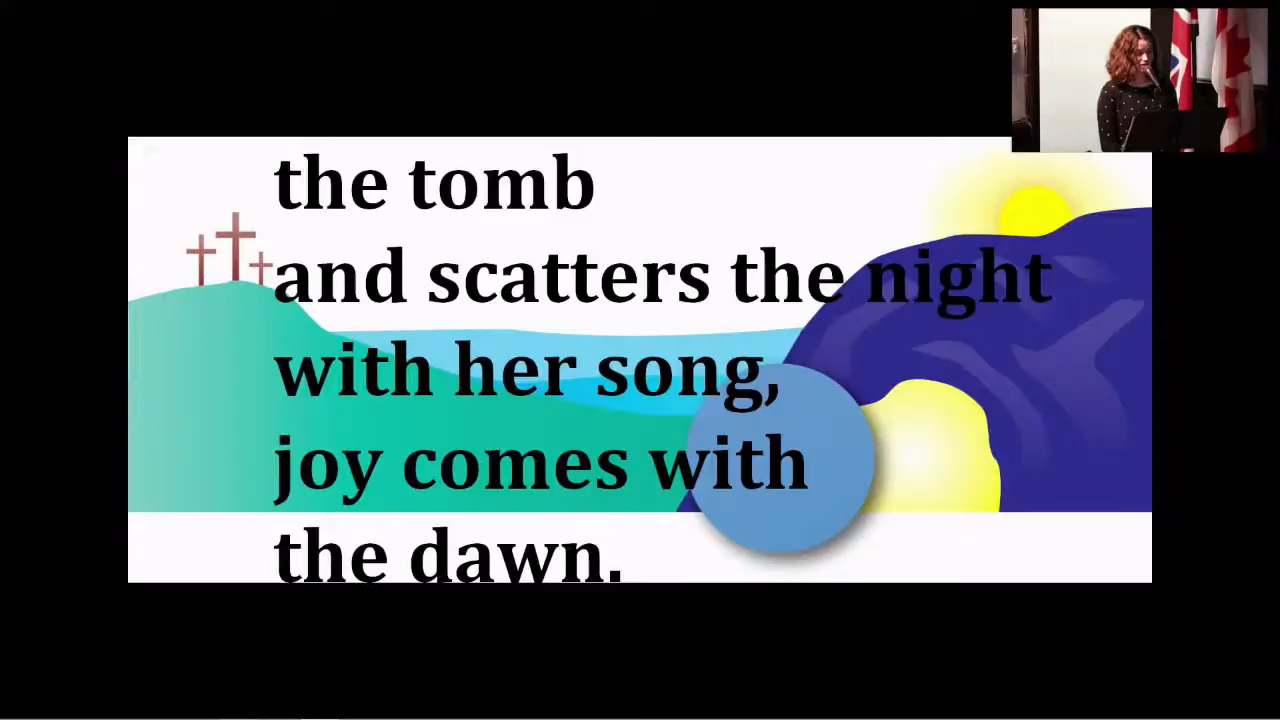 the tomb
and scatters the night
with her song,
joy comes with
the dawn.